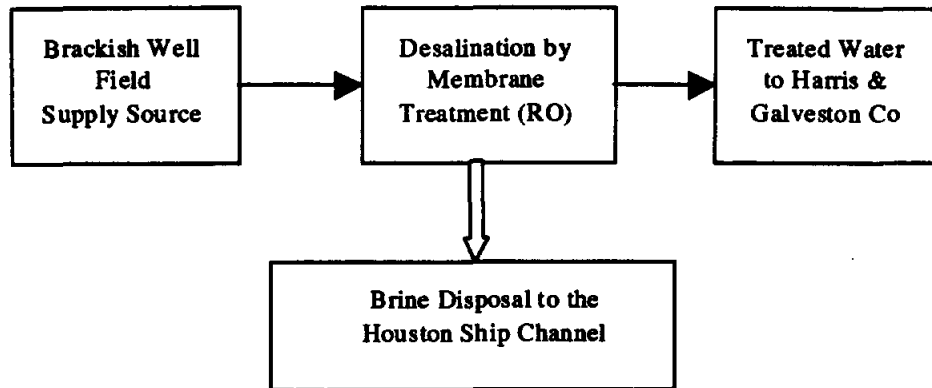 Brackish Well
Field
Supply Source
Desalination by
Membrane
Treatment (RO)
Treated Water
to Harris &
Galveston Co
Brine Disposal to the
Houston Ship Channel